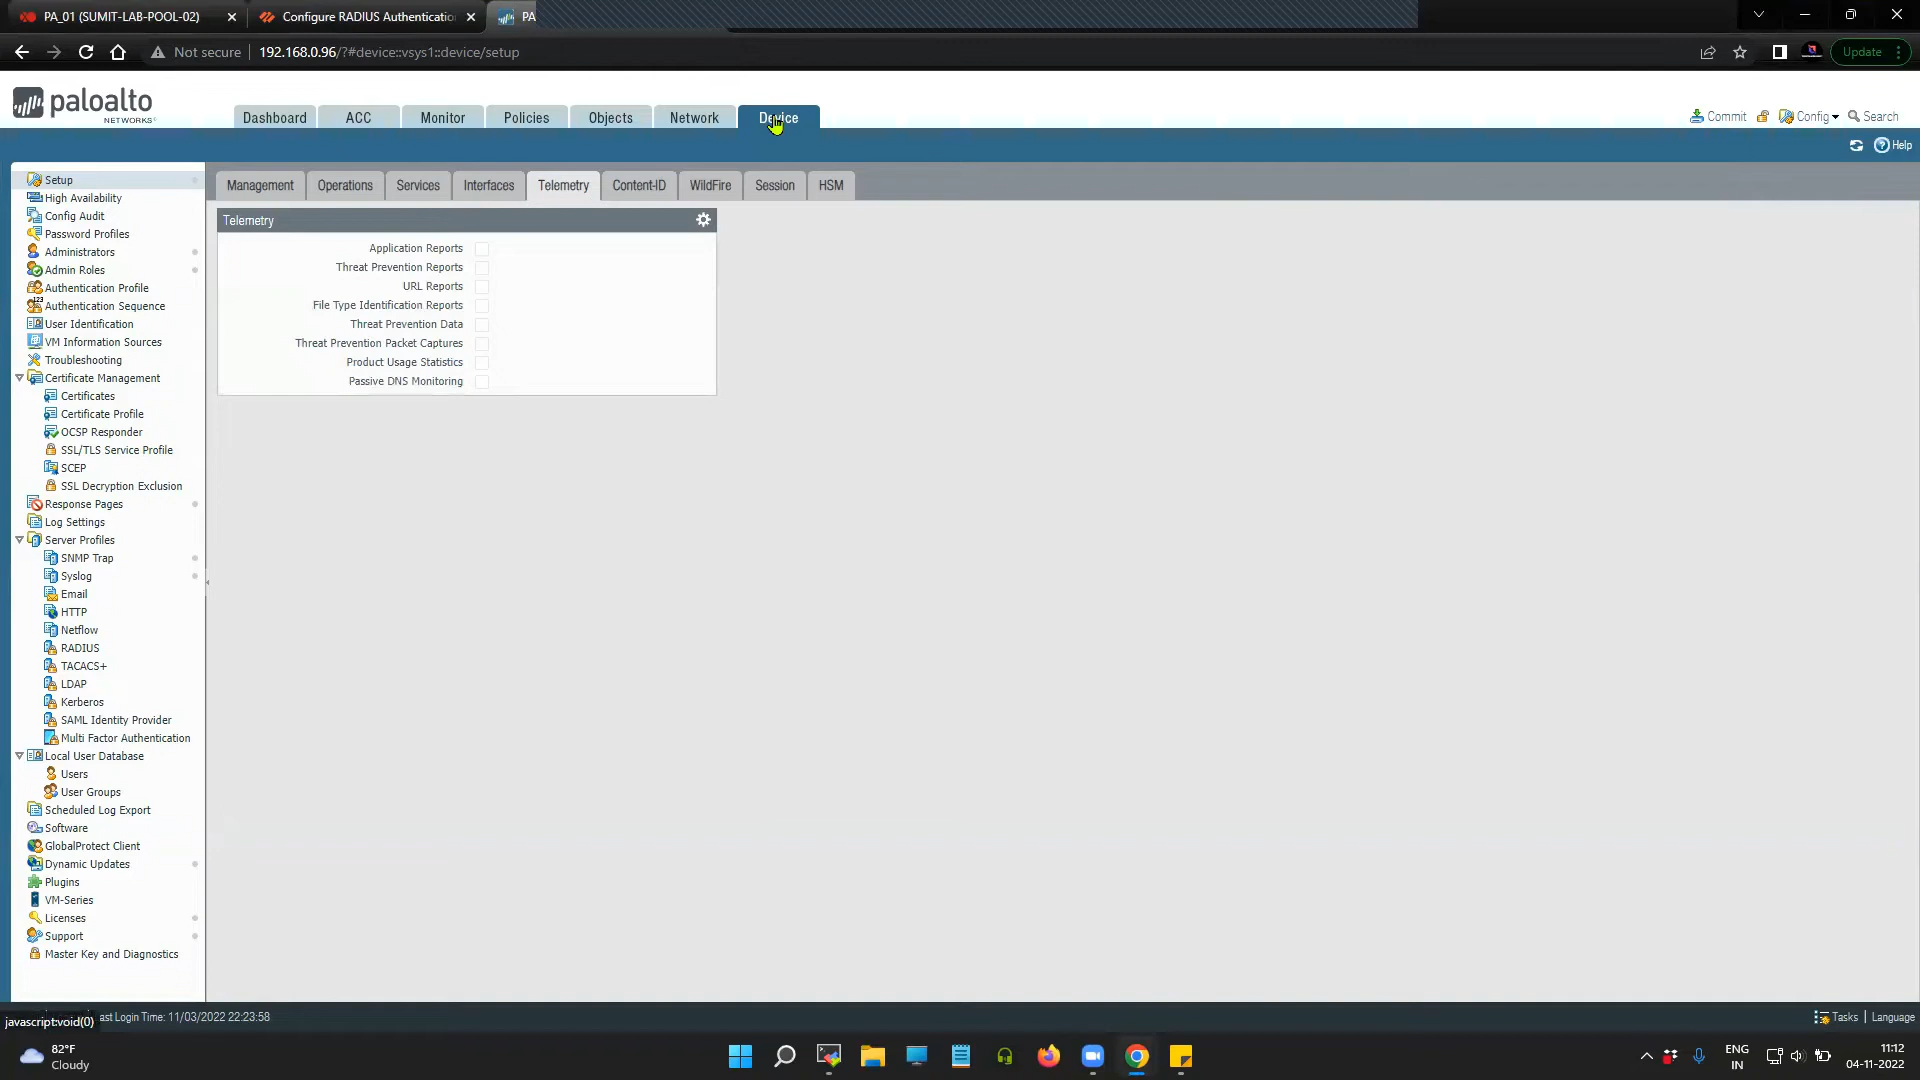 PA_01 (SUMIT-LAB-POOL-02)
Configure RADIUS Authenticatio
PA
Not secure
192.168.0.96/?#device::vsys1::device/setup
Update
paloalto
NETWORKS
Dashboard
ACC
Monitor
Policies
Objects
Network
Device
Commit
Config
Search
Help
Setup
High Availability
Config Audit
Password Profiles
Administrators
Admin Roles
Authentication Profile
Authentication Sequence
User Identification
VM Information Sources
Troubleshooting
Certificate Management
Certificates
Certificate Profile
OCSP Responder
SSL/TLS Service Profile
SCEP
SSL Decryption Exclusion
Response Pages
Log Settings
Server Profiles
SNMP Trap
Syslog
Email
HTTP
Netflow
RADIUS
TACACS+
LDAP
Kerberos
SAML Identity Provider
Multi Factor Authentication
Local User Database
Users
User Groups
Scheduled Log Export
Software
GlobalProtect Client
Dynamic Updates
Plugins
VM-Series
Licenses
Support
Master Key and Diagnostics
Management
Operations
Services
Interfaces
Telemetry
Content-ID
WildFire
Session
HSM
Telemetry
Application Reports
Threat Prevention Reports
URL Reports
File Type Identification Reports
Threat Prevention Data
Threat Prevention Packet Captures
Product Usage Statistics
Passive DNS Monitoring
javascript:void(0)
ast Login Time: 11/03/2022 22:23:58
Tasks | Language
82°F
Cloudy
ENG
IN
11:12
04-11-2022